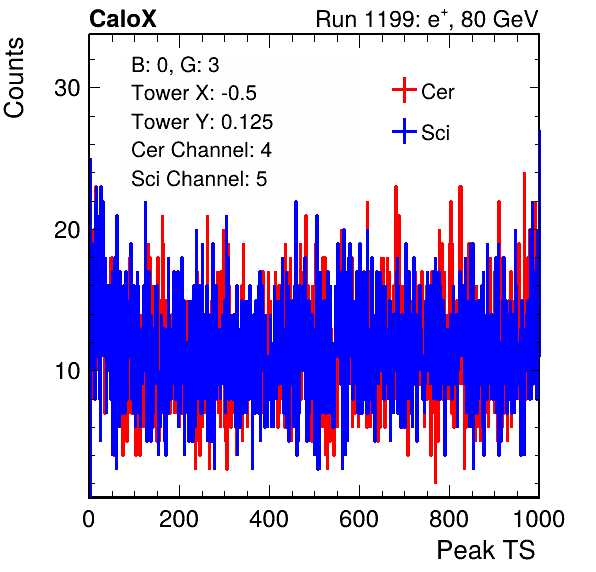 CaloX Run 1199: e⁺, 80 GeV
Counts
B: 0, G: 3
Tower X: -0.5
Tower Y: 0.125
Cer Channel: 4
Sci Channel: 5
Cer
Sci
30
20
10
0 200 400 600 800 1000
Peak TS